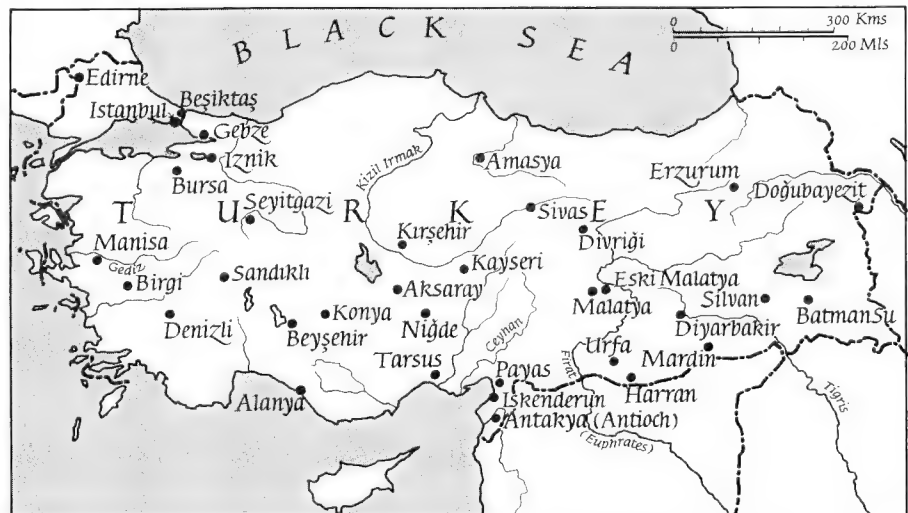 BLACK SEA
0 300 Kms
0 200 Mls
Edirne
Beşiktaş
Istanbul
Gebze
Iznik
Bursa
Kizil Irmak
Amasya
Erzurum
Doğubayezit
Seyitgazi
TURKEY
Sivas
Divriği
Kırşehir
Manisa
Gediz
Birgi
Sandıklı
Kayseri
Aksaray
Eski Malatya
Malatya
Silvan
BatmanSu
Denizli
Beyşehir
Konya
Niğde
Ceyhan
Diyarbakir
Tarsus
Firat
Urfa
Mardin
Payas
Harran
Tigris
Alanya
Iskenderun
Antakya (Antioch)
(Euphrates)